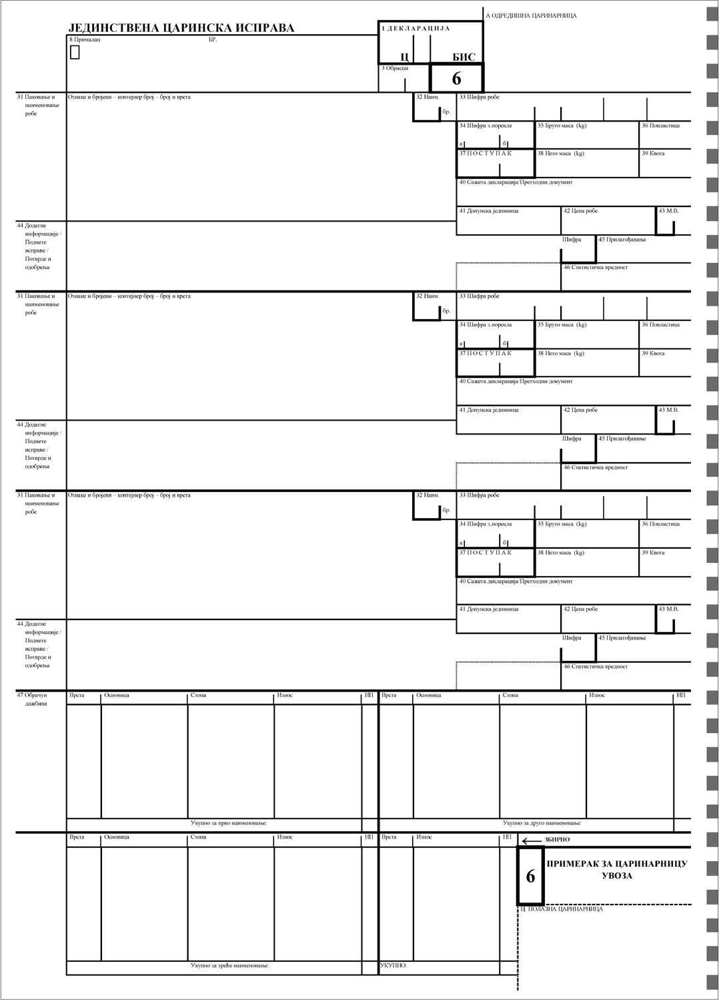 А ОДРЕДИШНА ЦАРИНАРНИЦА
ЈЕДИНСТВЕНА ЦАРИНСКА ИСПРАВА
1 ДЕКЛАРАЦИЈА
8 Прималац БР.
Ц БИС
3 Обрасци
6
31 Паковање и
наименовање
робе
Ознаке и бројеви – контејнер број – број и врста
32 Наим.
бр.
33 Шифра робе
34 Шифра з.порекла
а б
35 Бруто маса (kg)
36 Повластица
37 ПОСТУПАК
38 Нето маса (kg)
39 Квота
40 Сажета декларација/Претходни документ
41 Допунска једниница
42 Цена робе
43 М.В.
44 Додатне
информације /
Поднете
исправе /
Потврде и
одобрења
Шифра
45 Прилагођавање
46 Статистичка вредност
31 Паковање и
наименовање
робе
Ознаке и бројеви – контејнер број – број и врста
32 Наим.
бр.
33 Шифра робе
34 Шифра з.порекла
а б
35 Бруто маса (kg)
36 Повластица
37 ПОСТУПАК
38 Нето маса (kg)
39 Квота
40 Сажета декларација/Претходни документ
41 Допунска једниница
42 Цена робе
43 М.В.
44 Додатне
информације /
Поднете
исправе /
Потврде и
одобрења
Шифра
45 Прилагођавање
46 Статистичка вредност
31 Паковање и
наименовање
робе
Ознаке и бројеви – контејнер број – број и врста
32 Наим.
бр.
33 Шифра робе
34 Шифра з.порекла
а б
35 Бруто маса (kg)
36 Повластица
37 ПОСТУПАК
38 Нето маса (kg)
39 Квота
40 Сажета декларација/Претходни документ
41 Допунска једниница
42 Цена робе
43 М.В.
44 Додатне
информације /
Поднете
исправе /
Потврде и
одобрења
Шифра
45 Прилагођавање
46 Статистичка вредност
47 Обрачун
дажбина
Врста Основица Стопа Износ НП Врста Основица Стопа Износ НП
Укупно за прво наименовање: Укупно за друго наименовање:
Врста Основица Стопа Износ НП Врста Износ НП
ЗБИРНО
6
ПРИМЕРАК ЗА ЦАРИНАРНИЦУ
УВОЗА
Ц ПОЛАЗНА ЦАРИНАРНИЦА
Укупно за треће наименовање: УКУПНО: